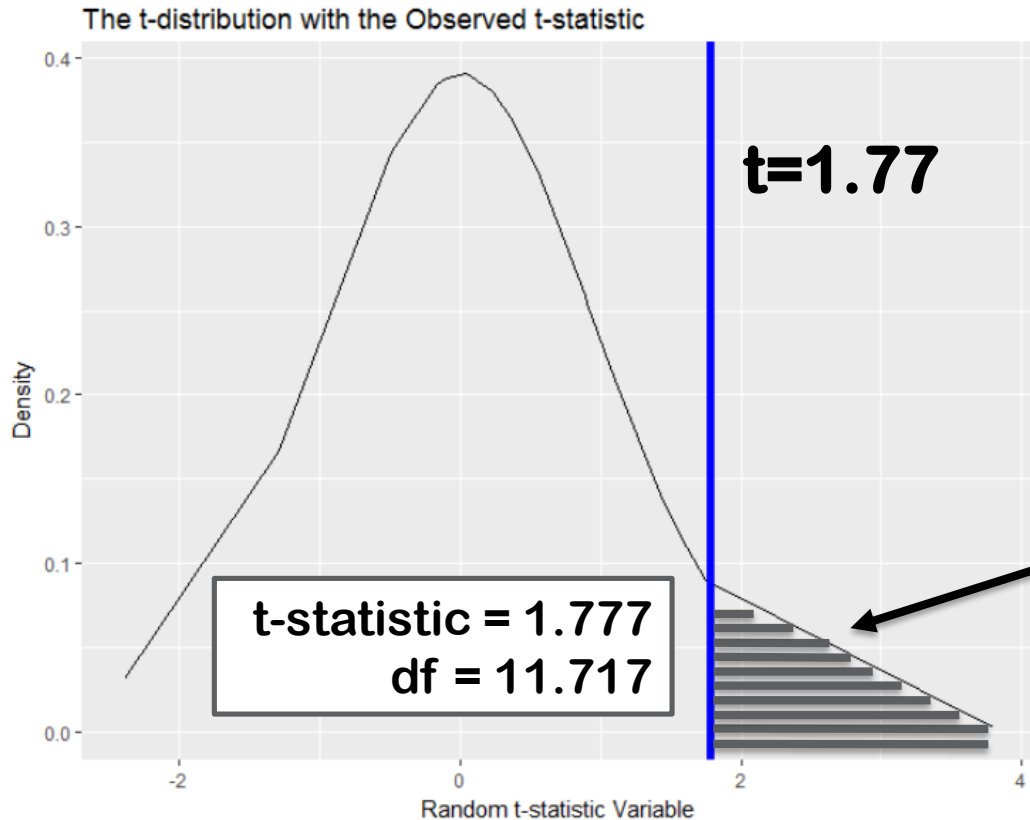 The t-distribution with the Observed t-statistic
0.4
t=1.77
0.3
Density
0.2
0.1
t-statistic = 1.777
df = 11.717
0.0
-2
0
2
4
Random t-statistic Variable